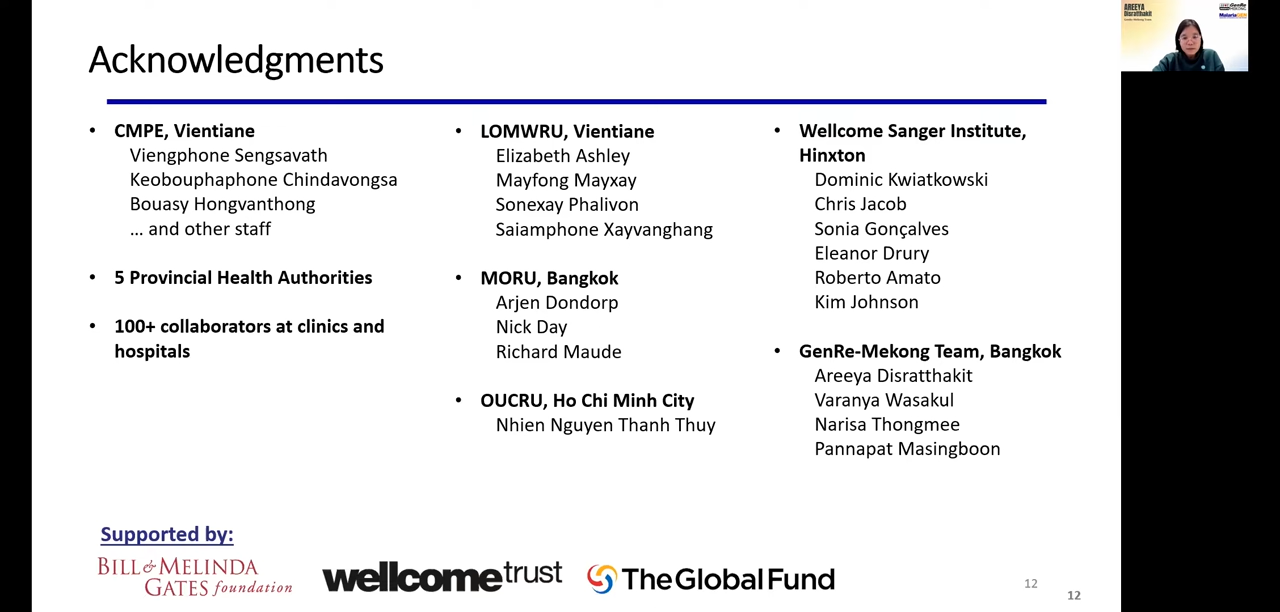 Acknowledgments
• CMPE, Vientiane
Viengphone Sengsavath
Keobouphaphone Chindavongsa
Bouasy Hongvanthong
… and other staff
• 5 Provincial Health Authorities
• 100+ collaborators at clinics and
hospitals
• LOMWRU, Vientiane
Elizabeth Ashley
Mayfong Mayxay
Sonexay Phalivon
Saiamphone Xayvanghang
• MORU, Bangkok
Arjen Dondorp
Nick Day
Richard Maude
• OUCRU, Ho Chi Minh City
Nhien Nguyen Thanh Thuy
• Wellcome Sanger Institute,
Hinxton
Dominic Kwiatkowski
Chris Jacob
Sonia Gonçalves
Eleanor Drury
Roberto Amato
Kim Johnson
• GenRe-Mekong Team, Bangkok
Areeya Disratthakit
Varanya Wasakul
Narisa Thongmee
Pannapat Masingboon
Supported by:
BILL & MELINDA
GATES foundation
wellcome trust
The Global Fund
12
12
AREEYA
Disratthakit